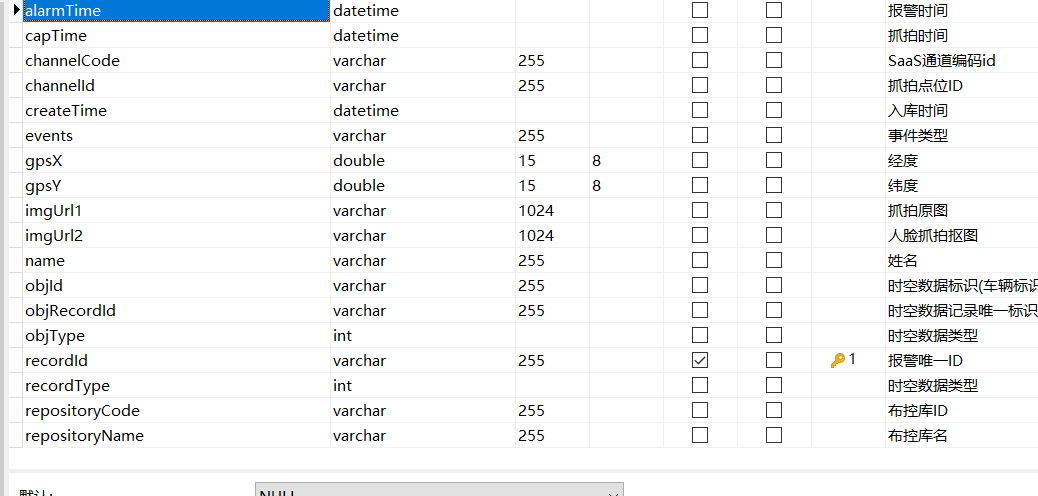 alarmTime datetime 报警时间
capTime datetime 抓拍时间
channelCode varchar 255 SaaS通道编码id
channelId varchar 255 抓拍点位ID
createTime datetime 入库时间
events varchar 255 事件类型
gpsX double 15 8 经度
gpsY double 15 8 纬度
imgUrl1 varchar 1024 抓拍原图
imgUrl2 varchar 1024 人脸抓拍抠图
name varchar 255 姓名
objId varchar 255 时空数据标识(车辆标识
objRecordId varchar 255 时空数据记录唯一标识
objType int 时空数据类型
recordId varchar 255 1 报警唯一ID
recordType int 时空数据类型
repositoryCode varchar 255 布控库ID
repositoryName varchar 255 布控库名
默认: NULL